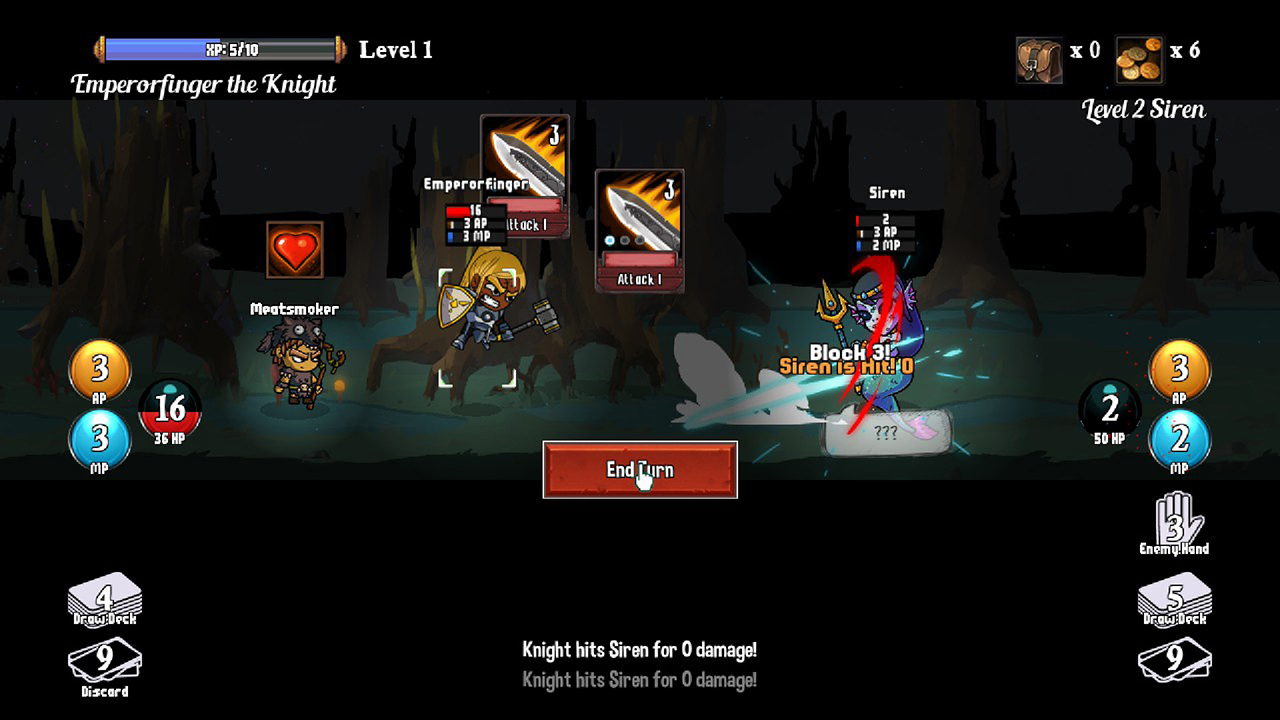 XP: 5/10
Level 1
x 0
x 6
Emperorfinger the Knight
Level 2 Siren
3
3
Emperorfinger
16
3 AP
3 MP
Attack 1
Attack 1
Siren
2
3 AP
2 MP
Meatsmoker
Block 3!
Siren is Hit! 0
???
3
AP
16
36 HP
3
MP
3
AP
2
50 HP
2
MP
End Turn
3
Enemy Hand
4
Draw Deck
5
Draw Deck
9
Discard
9
Knight hits Siren for 0 damage!
Knight hits Siren for 0 damage!